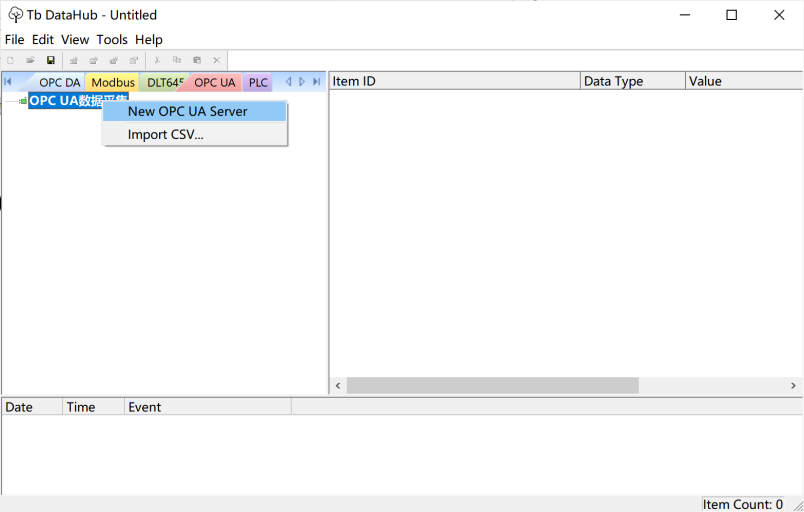 Tb DataHub - Untitled
File Edit View Tools Help
OPC DA Modbus DLT645 OPC UA PLC
Item ID Data Type Value
OPC UA数据采集
New OPC UA Server
Import CSV...
Date Time Event
Item Count: 0